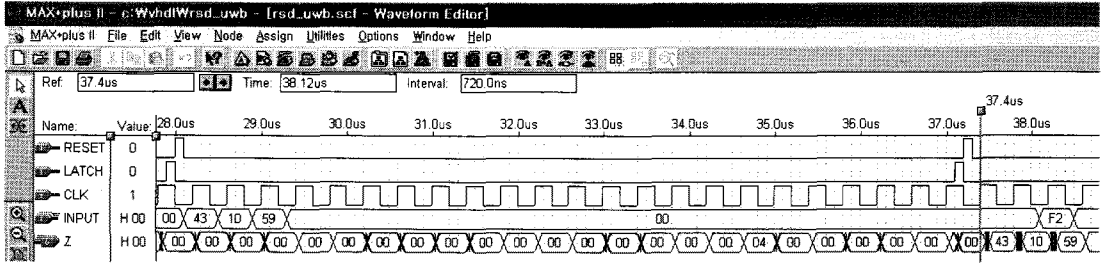 MAX+plus II - c:\vhdl\rsd_uwb - [rsd_uwb.scf - Waveform Editor]
MAX+plus II File Edit View Node Assign Utilities Options Window Help
Ref: 37.4us Time: 38.12us Interval: 720.0ns
37.4us
Name: Value: 28.0us 29.0us 30.0us 31.0us 32.0us 33.0us 34.0us 35.0us 36.0us 37.0us 38.0us
RESET 0
LATCH 0
CLK 1
INPUT H 00 00 43 10 59 00 F2
Z H 00 00 00 00 00 00 00 00 00 00 00 00 00 00 00 00 04 00 00 00 00 00 43 10 59